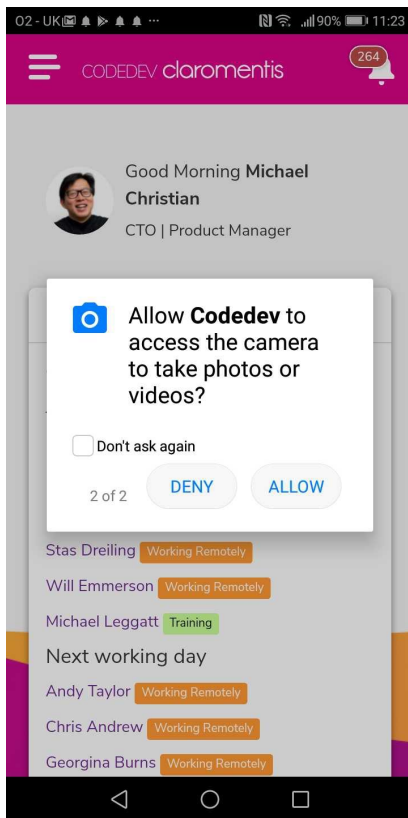 O2 - UK ... 90% 11:23
CODEDEV claromentis 264
Good Morning Michael
Christian
CTO | Product Manager
Allow Codedev to
access the camera
to take photos or
videos?
Don't ask again
2 of 2 DENY ALLOW
Stas Dreiling Working Remotely
Will Emmerson Working Remotely
Michael Leggatt Training
Next working day
Andy Taylor Working Remotely
Chris Andrew Working Remotely
Georgina Burns Working Remotely